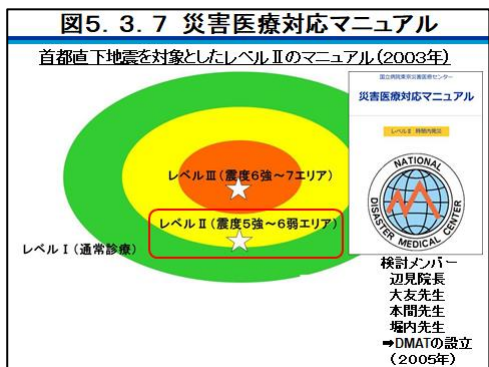 図5．3．7 災害医療対応マニュアル
首都直下地震を対象としたレベルⅡのマニュアル(2003年)
レベルⅢ(震度6強～7エリア)
レベルⅡ(震度5強～6弱エリア)
レベルⅠ(通常診療)
国立病院東京災害医療センター
災害医療対応マニュアル
レベルⅡ 時間内発災
NATIONAL
DISASTER MEDICAL CENTER
検討メンバー
辺見院長
大友先生
本間先生
堀内先生
➡DMATの設立
(2005年)